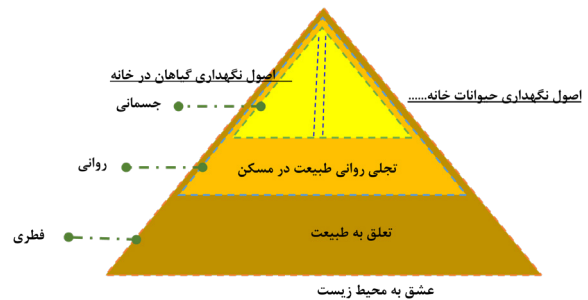 اصول نگهداری گیاهان در خانه
اصول نگهداری حیوانات خانه......
جسمانی
روانی
تجلی روانی طبیعت در مسکن
فطری
تعلق به طبیعت
عشق به محیط زیست